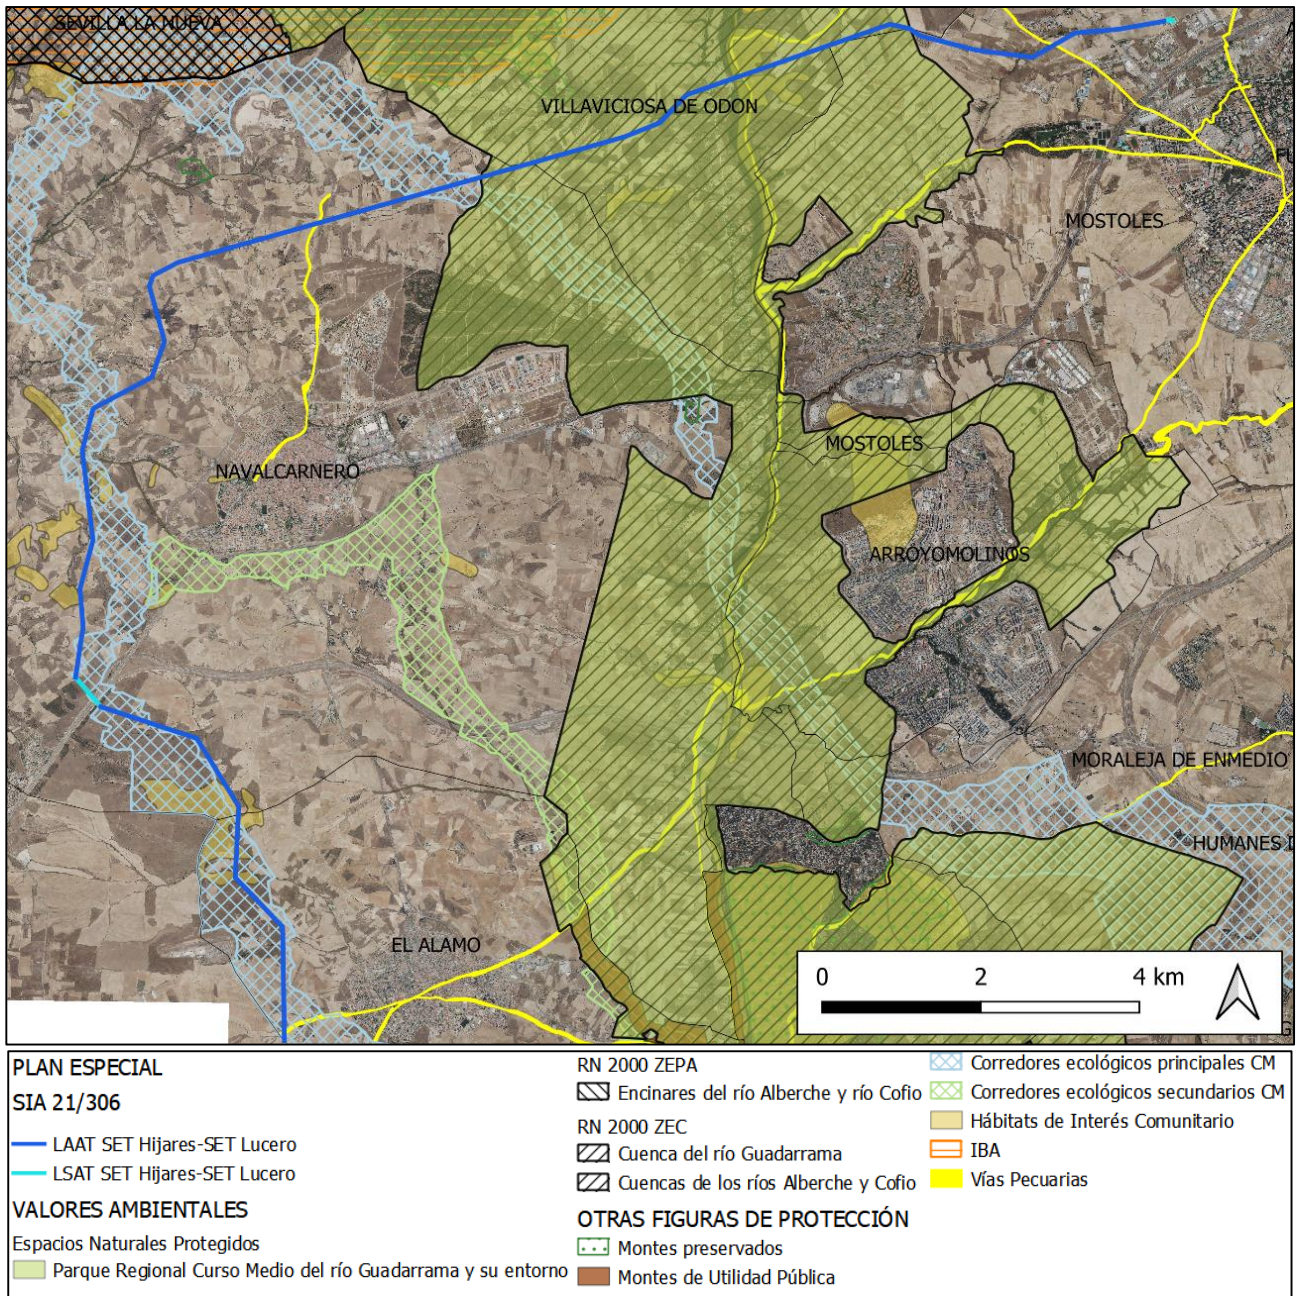 SEVILLA LA NUEVA
VILLAVICIOSA DE ODON
MOSTOLES
NAVALCARNERO
MOSTOLES
ARROYOMOLINOS
MORALEJA DE ENMEDIO
HUMANES D
EL ALAMO
0 2 4 km
PLAN ESPECIAL
SIA 21/306
LAAT SET Hijares-SET Lucero
LSAT SET Hijares-SET Lucero
VALORES AMBIENTALES
Espacios Naturales Protegidos
Parque Regional Curso Medio del río Guadarrama y su entorno
RN 2000 ZEPA
Encinares del río Alberche y río Cofio
RN 2000 ZEC
Cuenca del río Guadarrama
Cuencas de los ríos Alberche y Cofio
OTRAS FIGURAS DE PROTECCIÓN
Montes preservados
Montes de Utilidad Pública
Corredores ecológicos principales CM
Corredores ecológicos secundarios CM
Hábitats de Interés Comunitario
IBA
Vías Pecuarias